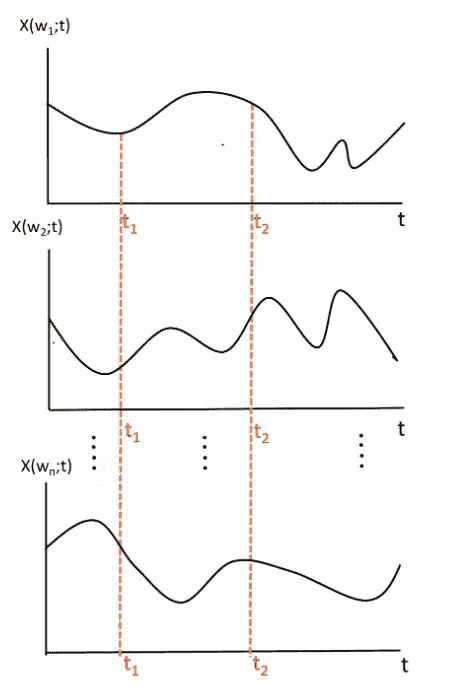 X(w₁;t)
t₁ t₂ t
X(w₂;t)
t₁ t₂ t
X(wₙ;t)
t₁ t₂ t